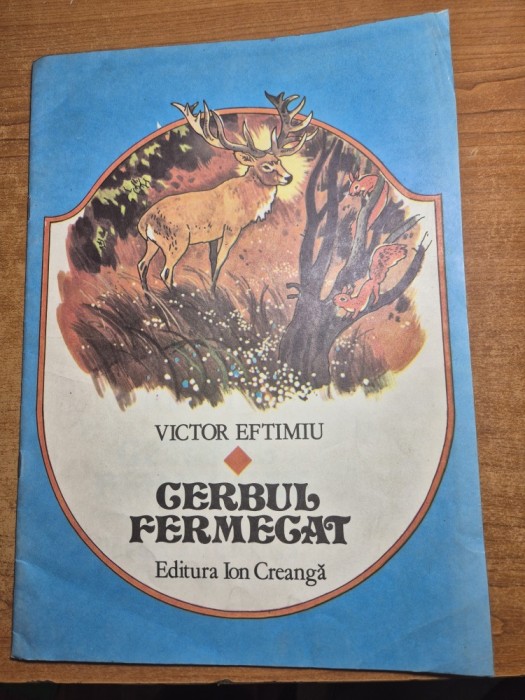 VICTOR EFTIMIU
CERBUL
FERMECAT
Editura Ion Creangă